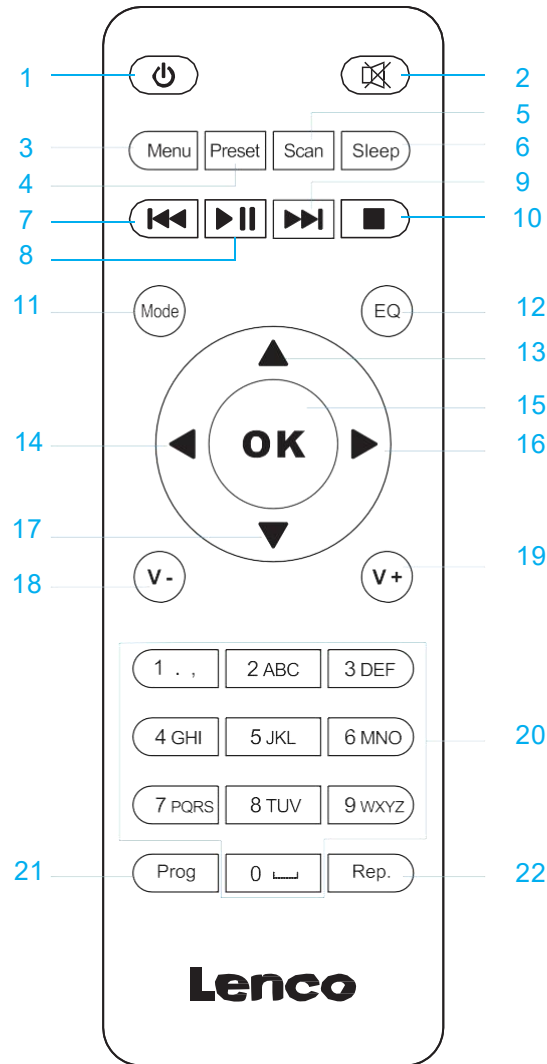 1
2
5
3
Menu
Preset
Scan
Sleep
6
4
9
7
10
8
11
Mode
EQ
12
13
15
14
OK
16
17
18
V -
V +
19
1 . ,
2 ABC
3 DEF
4 GHI
5 JKL
6 MNO
20
7 PQRS
8 TUV
9 WXYZ
21
Prog
0
Rep.
22
Lenco